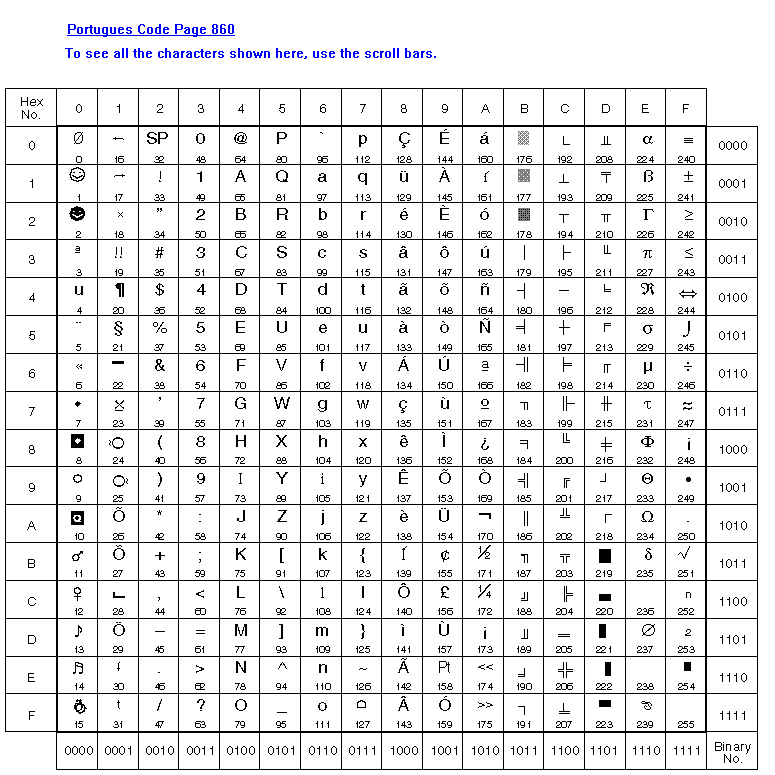 Portugues Code Page 860
To see all the characters shown here, use the scroll bars.
Hex No. 0 1 2 3 4 5 6 7 8 9 A B C D E F
0 Ø SP 0 @ P ` p Ç É á ░ └ ╨ α ≡ 0000
0 16 32 48 64 80 96 112 128 144 160 176 192 208 224 240
1 ☺ → ! 1 A Q a q ü À í ▒ ┴ ╤ ß ± 0001
1 17 33 49 65 81 97 113 129 145 161 177 193 209 225 241
2 ☻ × " 2 B R b r é È ó ▓ ┬ ╥ Γ ≥ 0010
2 18 34 50 66 82 98 114 130 146 162 178 194 210 226 242
3 ª !! # 3 C S c s â ô ú │ ├ ╙ π ≤ 0011
3 19 35 51 67 83 99 115 131 147 163 179 195 211 227 243
4 u ¶ $ 4 D T d t ã õ ñ ┤ ─ ╘ ℜ ⇔ 0100
4 20 36 52 68 84 100 116 132 148 164 180 196 212 228 244
5 ¨ § % 5 E U e u à ò Ñ ╡ ┼ ╒ σ J 0101
5 21 37 53 69 85 101 117 133 149 165 181 197 213 229 245
6 « ▬ & 6 F V f v Á Ú ª ╢ ╞ ╓ µ ÷ 0110
6 22 38 54 70 86 102 118 134 150 166 182 198 214 230 246
7 ◆ ' 7 G W g w ç ù º ╖ ╟ ╫ τ ≈ 0111
7 23 39 55 71 87 103 119 135 151 167 183 199 215 231 247
8 ◘ ( 8 H X h x ê Ì ¿ ╕ ╚ ╪ Φ ¡ 1000
8 24 40 56 72 88 104 120 136 152 168 184 200 216 232 248
9 ) 9 I Y i y Ê Õ Ò ╣ ╔ ┘ Θ • 1001
9 25 41 57 73 89 105 121 137 153 169 185 201 217 233 249
A ◙ Õ * : J Z j z è Ü ¬ ║ ╩ ┌ Ω . 1010
10 26 42 58 74 90 106 122 138 154 170 186 202 218 234 250
B ♂ Ô + ; K [ k { Í ¢ ½ ╗ ╦ █ δ √ 1011
11 27 43 59 75 91 107 123 139 155 171 187 203 219 235 251
C ♀ , < L \ l | Ô £ ¼ ╝ ╠ ▄ n 1100
12 28 44 60 76 92 108 124 140 156 172 188 204 220 236 252
D ♪ Ö – = M ] m } ì Ù ¡ ╜ ═ ▌ Ø 2 1101
13 29 45 61 77 93 109 125 141 157 173 189 205 221 237 253
E ♬ . > N ^ n ~ Ã Pt << ╛ ╬ ▐ ■ 1110
14 30 46 62 78 94 110 126 142 158 174 190 206 222 238 254
F t / ? O _ o Â Ó >> ┐ ╧ ▀ 1111
15 31 47 63 79 95 111 127 143 159 175 191 207 223 239 255
0000 0001 0010 0011 0100 0101 0110 0111 1000 1001 1010 1011 1100 1101 1110 1111 Binary No.